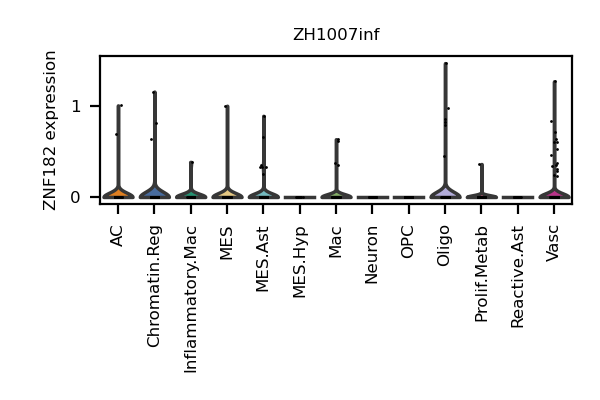 ZH1007inf
ZNF182 expression
1
0
AC
Chromatin.Reg
Inflammatory.Mac
MES
MES.Ast
MES.Hyp
Mac
Neuron
OPC
Oligo
Prolif.Metab
Reactive.Ast
Vasc